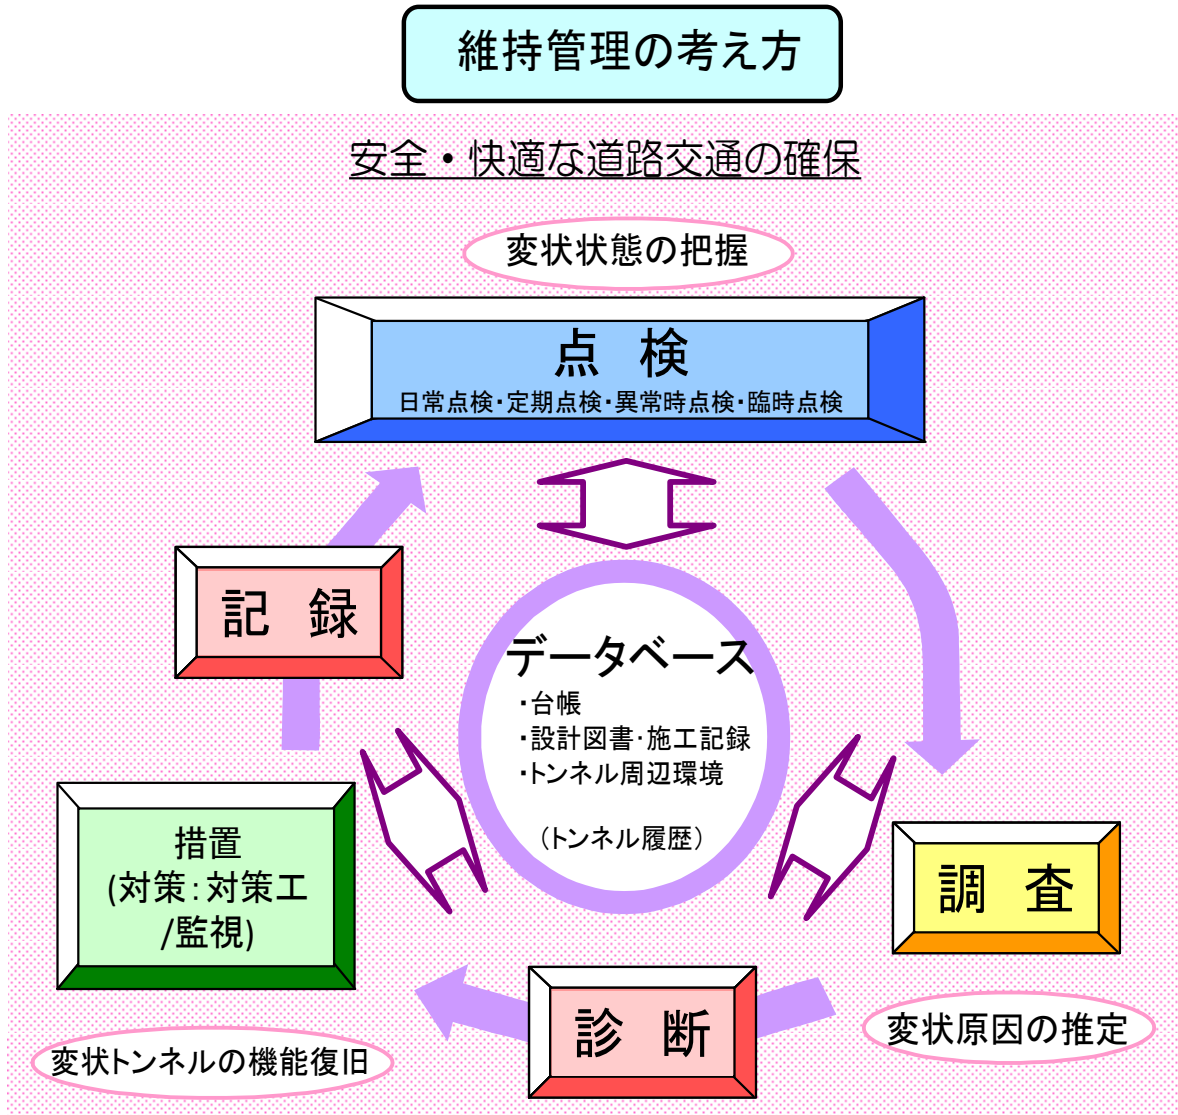 維持管理の考え方
安全・快適な道路交通の確保
変状状態の把握
点 検
日常点検・定期点検・異常時点検・臨時点検
記 録
データベース
・台帳
・設計図書・施工記録
・トンネル周辺環境
（トンネル履歴）
措置
(対策：対策工
/監視)
調 査
診 断
変状原因の推定
変状トンネルの機能復旧